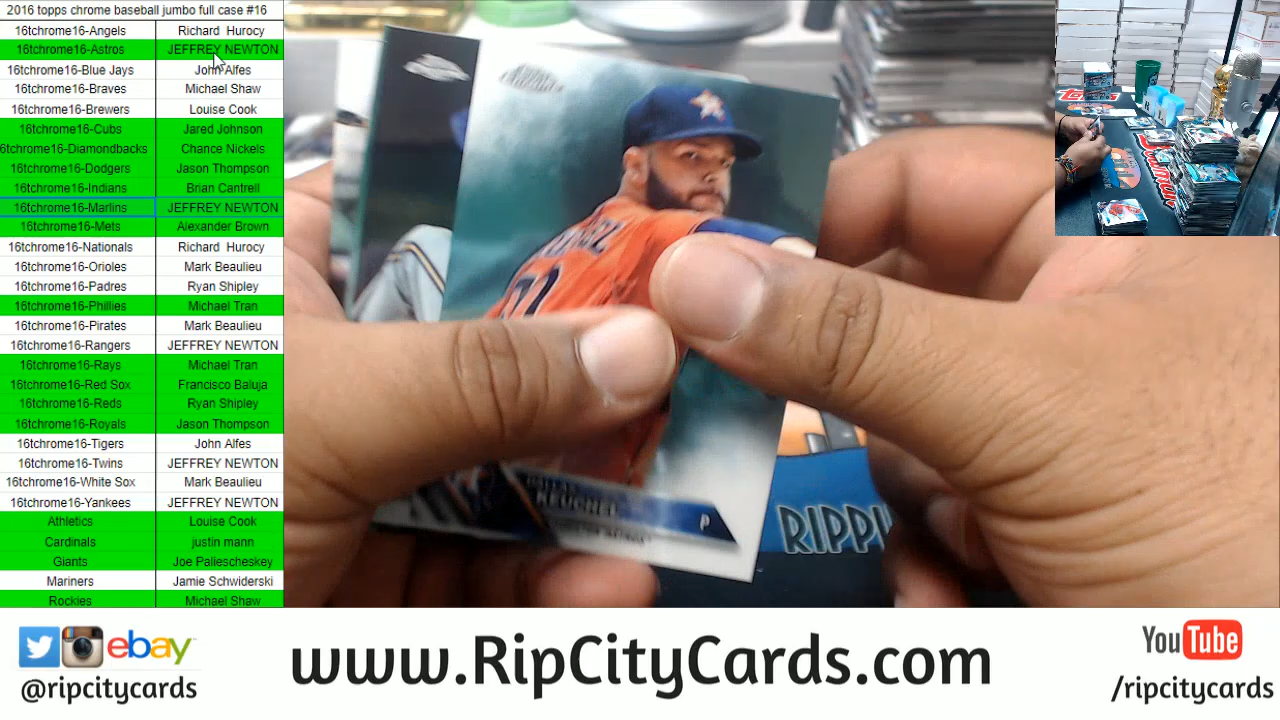 2016 topps chrome baseball jumbo full case #16
16tchrome16-Angels Richard Hurocy
16tchrome16-Astros JEFFREY NEWTON
16tchrome16-Blue Jays John Alfes
16tchrome16-Braves Michael Shaw
16tchrome16-Brewers Louise Cook
16tchrome16-Cubs Jared Johnson
6tchrome16-Diamondbacks Chance Nickels
16tchrome16-Dodgers Jason Thompson
16tchrome16-Indians Brian Cantrell
16tchrome16-Marlins JEFFREY NEWTON
16tchrome16-Mets Alexander Brown
16tchrome16-Nationals Richard Hurocy
16tchrome16-Orioles Mark Beaulieu
16tchrome16-Padres Ryan Shipley
16tchrome16-Phillies Michael Tran
16tchrome16-Pirates Mark Beaulieu
16tchrome16-Rangers JEFFREY NEWTON
16tchrome16-Rays Michael Tran
16tchrome16-Red Sox Francisco Baluja
16tchrome16-Reds Ryan Shipley
16tchrome16-Royals Jason Thompson
16tchrome16-Tigers John Alfes
16tchrome16-Twins JEFFREY NEWTON
16tchrome16-White Sox Mark Beaulieu
16tchrome16-Yankees JEFFREY NEWTON
Athletics Louise Cook
Cardinals justin mann
Giants Joe Paliescheskey
Mariners Jamie Schwiderski
Rockies Michael Shaw
KEUCHEL
P
RIPPI
topps
ebay
@ripcitycards
www.RipCityCards.com
YouTube
/ripcitycards